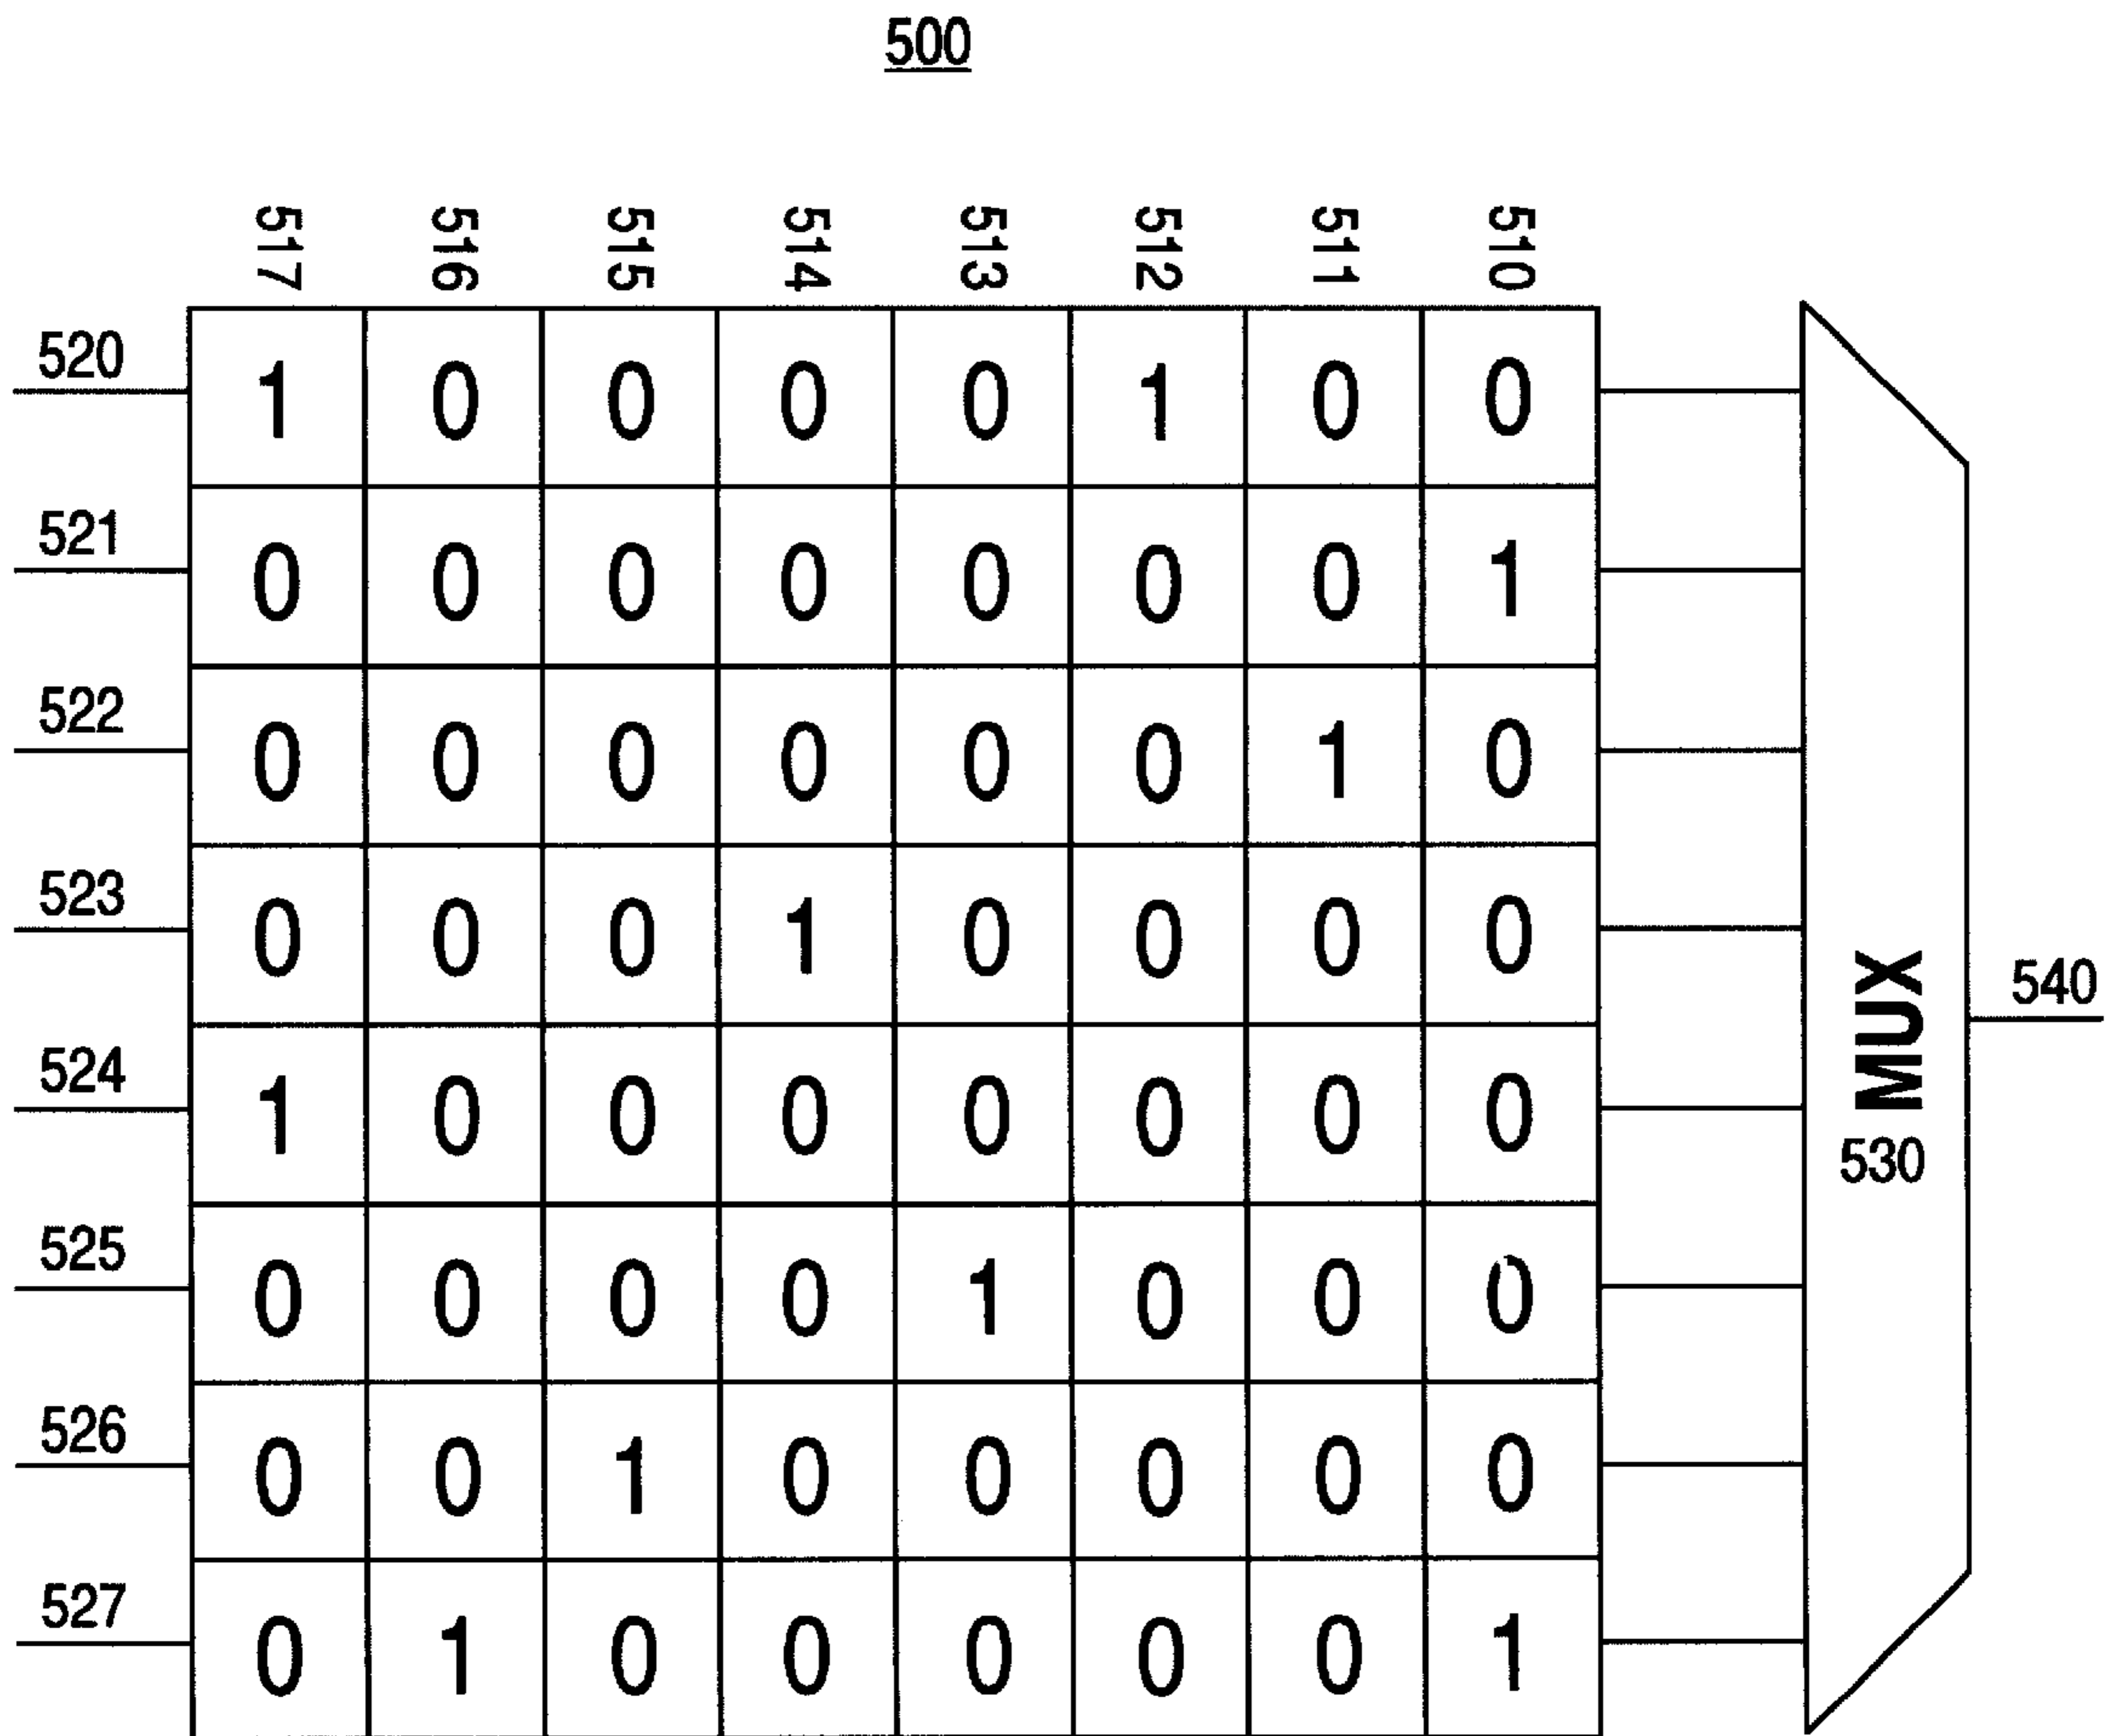 500
517 516 515 514 513 512 511 510
520 1 0 0 0 0 1 0 0
521 0 0 0 0 0 0 0 1
522 0 0 0 0 0 0 1 0
523 0 0 0 1 0 0 0 0
524 1 0 0 0 0 0 0 0
525 0 0 0 0 1 0 0 0
526 0 0 1 0 0 0 0 0
527 0 1 0 0 0 0 0 1
MUX
530
540